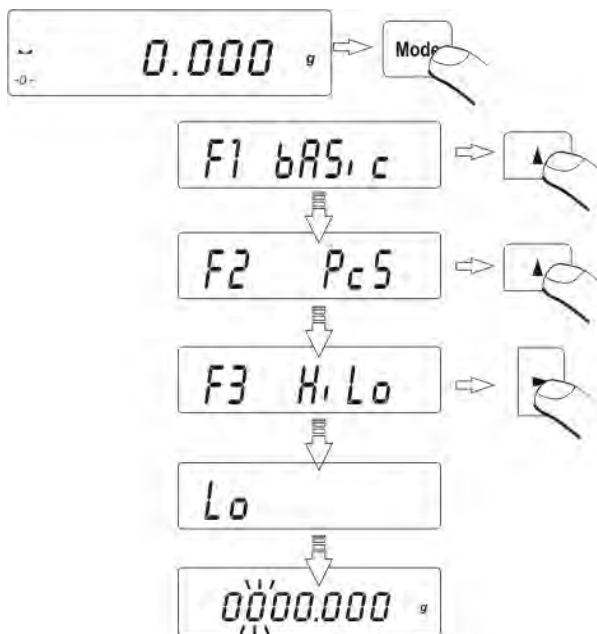 0.000 g
-0-
Mode
F1 bASic
F2 PcS
F3 HiLo
Lo
0000.000 g